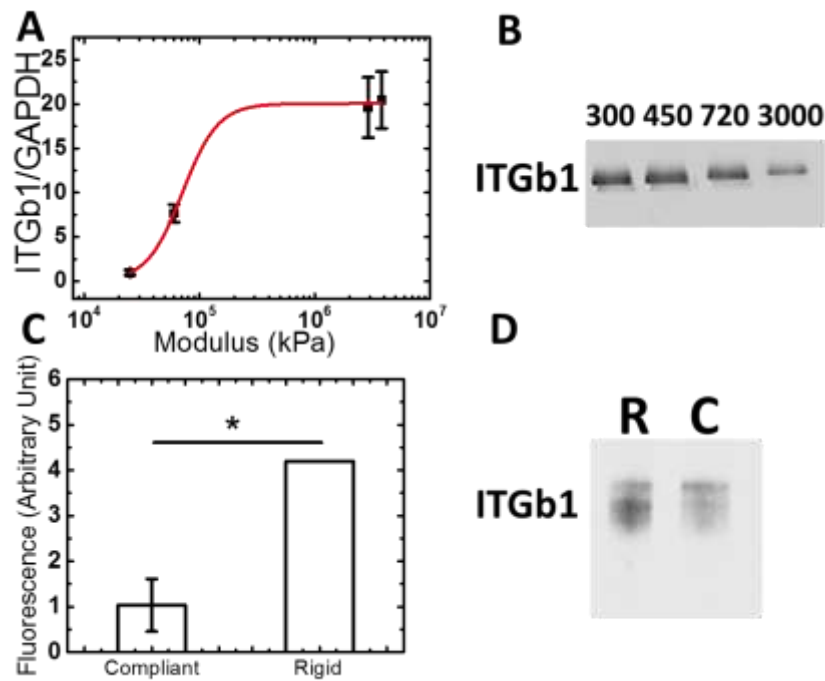 A
ITGb1/GAPDH
25
20
15
10
5
0
10^4 10^5 10^6 10^7
Modulus (kPa)
B
300 450 720 3000
ITGb1
C
Fluorescence (Arbitrary Unit)
6
5
4
3
2
1
0
*
Compliant Rigid
D
R C
ITGb1